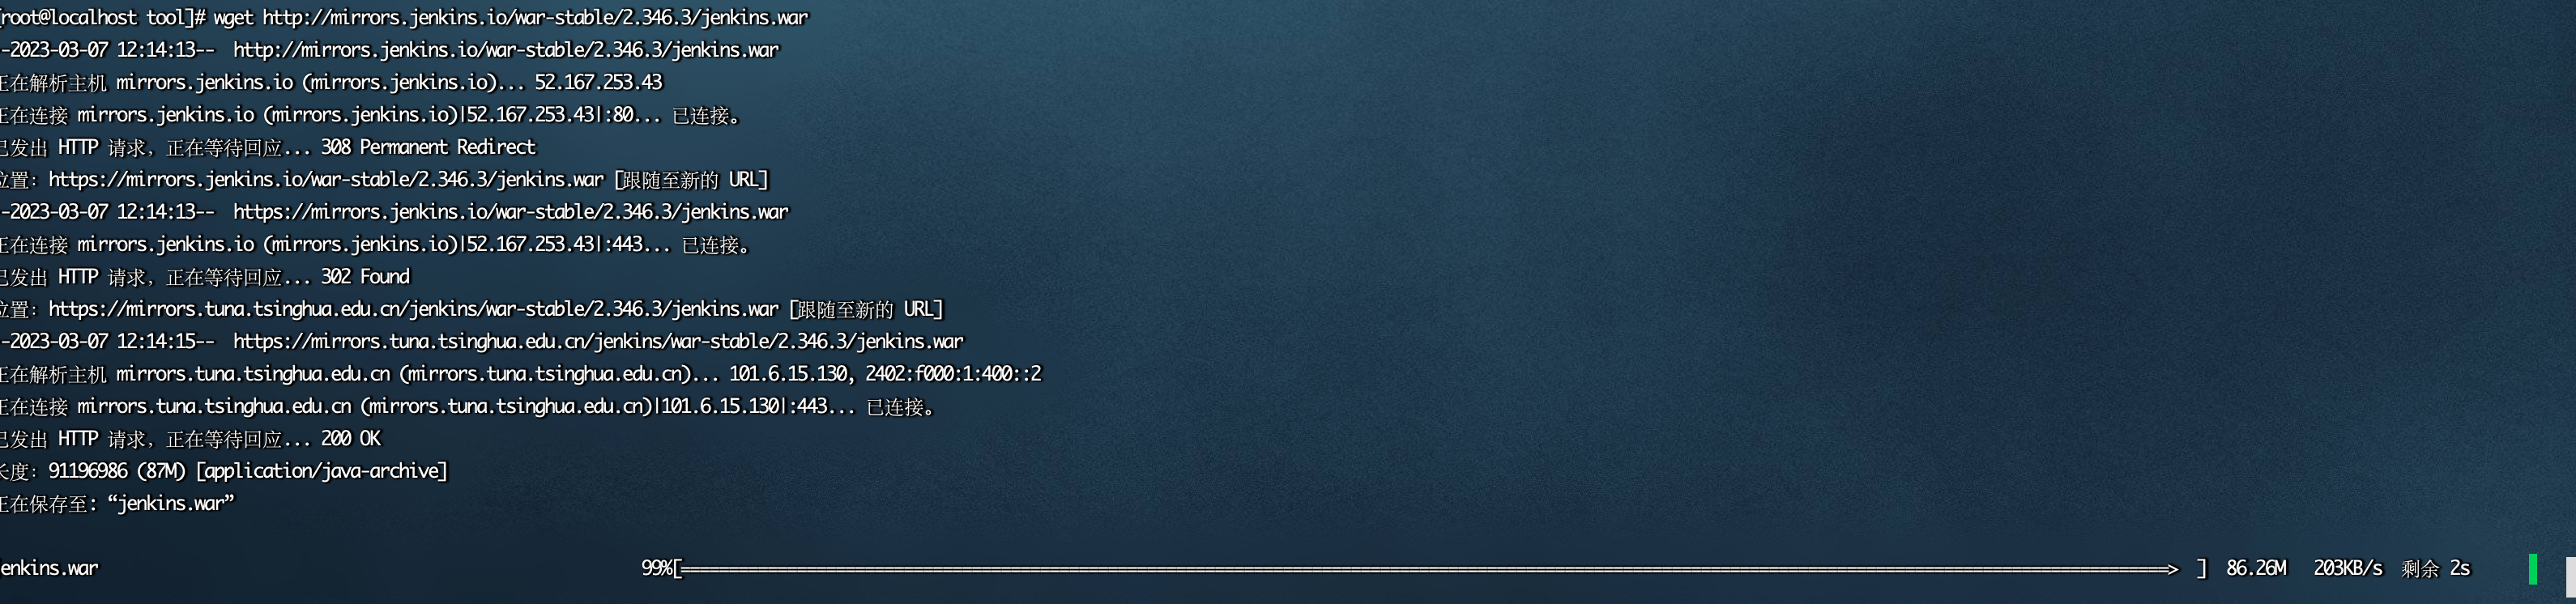 [root@localhost tool]# wget http://mirrors.jenkins.io/war-stable/2.346.3/jenkins.war
--2023-03-07 12:14:13--  http://mirrors.jenkins.io/war-stable/2.346.3/jenkins.war
正在解析主机 mirrors.jenkins.io (mirrors.jenkins.io)... 52.167.253.43
正在连接 mirrors.jenkins.io (mirrors.jenkins.io)|52.167.253.43|:80... 已连接。
已发出 HTTP 请求，正在等待回应... 308 Permanent Redirect
位置：https://mirrors.jenkins.io/war-stable/2.346.3/jenkins.war [跟随至新的 URL]
--2023-03-07 12:14:13--  https://mirrors.jenkins.io/war-stable/2.346.3/jenkins.war
正在连接 mirrors.jenkins.io (mirrors.jenkins.io)|52.167.253.43|:443... 已连接。
已发出 HTTP 请求，正在等待回应... 302 Found
位置：https://mirrors.tuna.tsinghua.edu.cn/jenkins/war-stable/2.346.3/jenkins.war [跟随至新的 URL]
--2023-03-07 12:14:15--  https://mirrors.tuna.tsinghua.edu.cn/jenkins/war-stable/2.346.3/jenkins.war
正在解析主机 mirrors.tuna.tsinghua.edu.cn (mirrors.tuna.tsinghua.edu.cn)... 101.6.15.130, 2402:f000:1:400::2
正在连接 mirrors.tuna.tsinghua.edu.cn (mirrors.tuna.tsinghua.edu.cn)|101.6.15.130|:443... 已连接。
已发出 HTTP 请求，正在等待回应... 200 OK
长度：91196986 (87M) [application/java-archive]
正在保存至: “jenkins.war”
enkins.war 99%[=====================================================> ] 86.26M 203KB/s 剩余 2s